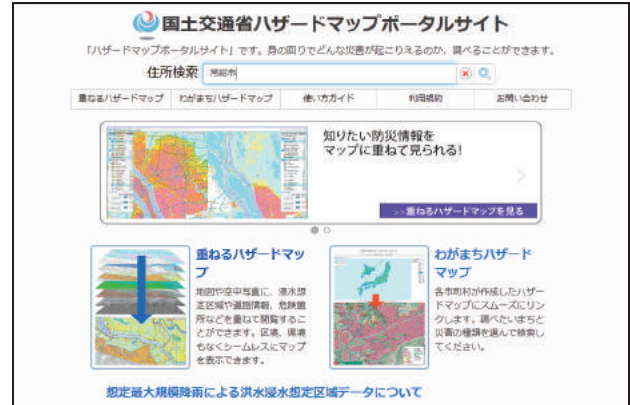 国土交通省ハザードマップポータルサイト
「ハザードマップポータルサイト」です。身の回りでどんな災害が起こりえるのか、調べることができます。
住所検索 常総市
重ねるハザードマップ わがまちハザードマップ 使い方ガイド 利用規約 お問い合わせ
知りたい防災情報を
マップに重ねて見られる!
>>重ねるハザードマップを見る
重ねるハザードマッ
プ
地図や空中写真に、浸水想
定区域や道路情報、危険箇
所などを重ねて閲覧するこ
とができます。区境、県境
もなくシームレスにマップ
を表示できます。
わがまちハザード
マップ
各市町村が作成したハザー
ドマップにスムーズにリン
クします。調べたいまちと
災害の種類を選んで検索し
てください。
想定最大規模降雨による洪水浸水想定区域データについて